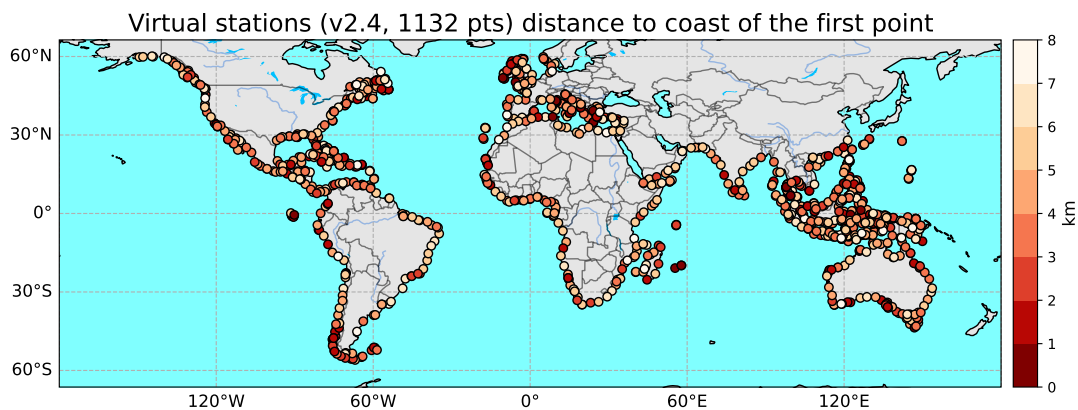 Virtual stations (v2.4, 1132 pts) distance to coast of the first point
60°N
30°N
0°
30°S
60°S
120°W
60°W
0°
60°E
120°E
8
7
6
5
4
3
2
1
0
km